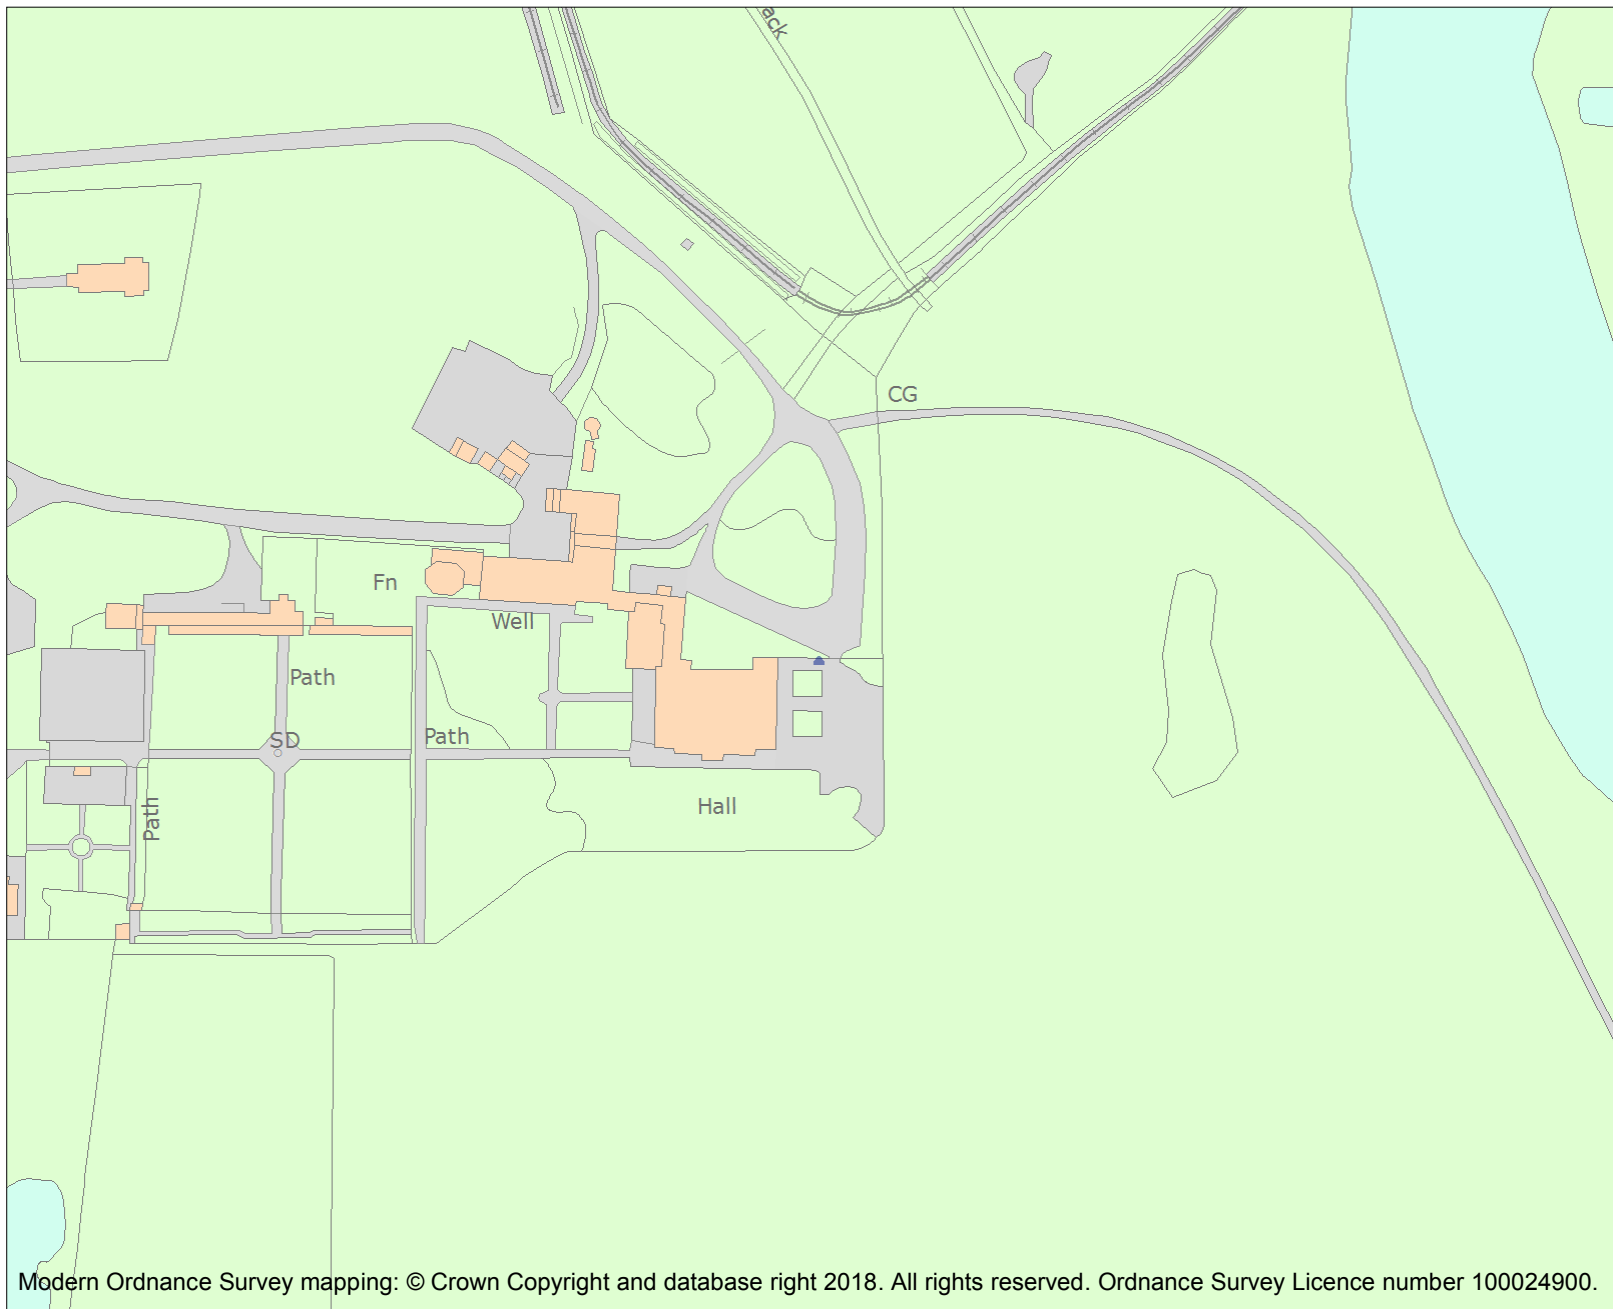 ack
CG
Fn
Well
Path
SD
Path
Path
Hall
Modern Ordnance Survey mapping: © Crown Copyright and database right 2018. All rights reserved. Ordnance Survey Licence number 100024900.